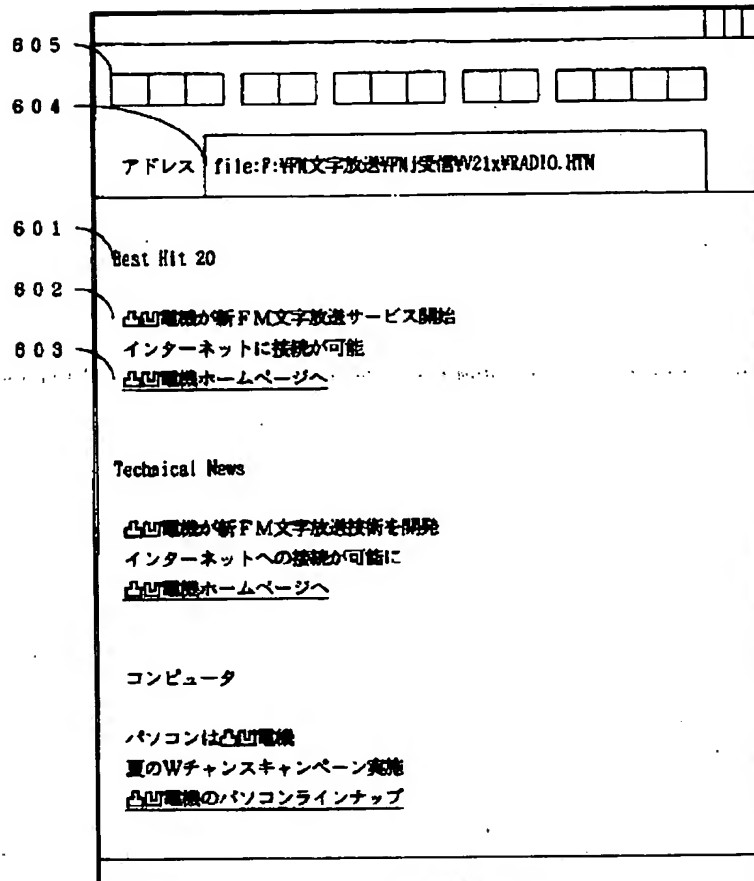 605
604
アドレス file:F:¥FM文字放送¥FMj受信¥V21x¥RADIO.HTM
601
Best Hit 20
602
凸凹電機が新FM文字放送サービス開始
インターネットに接続が可能
603
凸凹電機ホームページへ
Technical News
凸凹電機が新FM文字放送技術を開発
インターネットへの接続が可能に
凸凹電機ホームページへ
コンピュータ
パソコンは凸凹電機
夏のWチャンスキャンペーン実施
凸凹電機のパソコンラインナップ